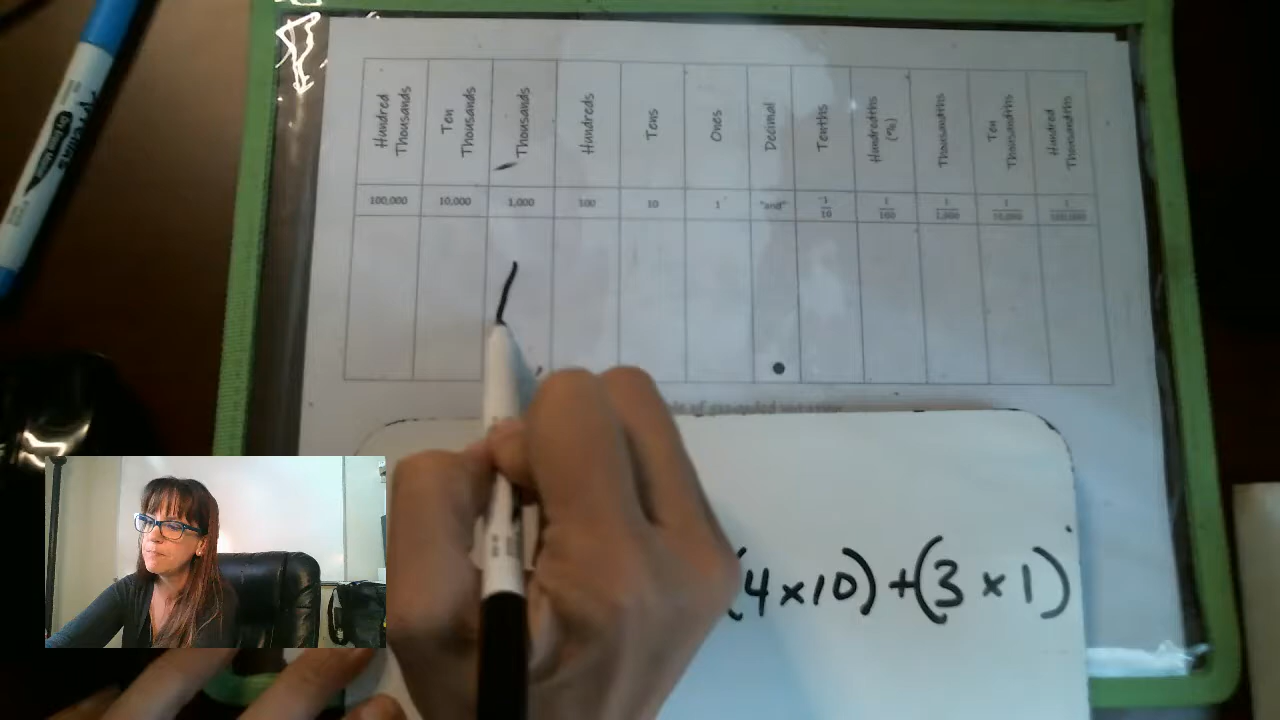 Hundred Thousands
Ten Thousands
Thousands
Hundreds
Tens
Ones
Decimal
Tenths
Hundredths (%)
Thousandths
Ten Thousandths
Hundred Thousandths
100,000 10,000 1,000 100 10 1 "and" 1/10 1/100 1/1,000 1/10,000 1/100,000
(4 × 10) + (3 × 1)